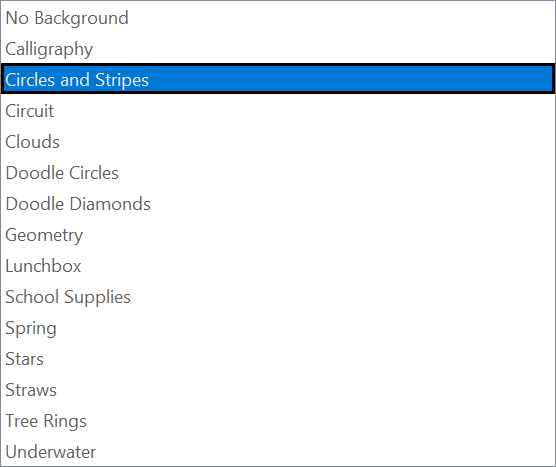 No Background
Calligraphy
Circles and Stripes
Circuit
Clouds
Doodle Circles
Doodle Diamonds
Geometry
Lunchbox
School Supplies
Spring
Stars
Straws
Tree Rings
Underwater